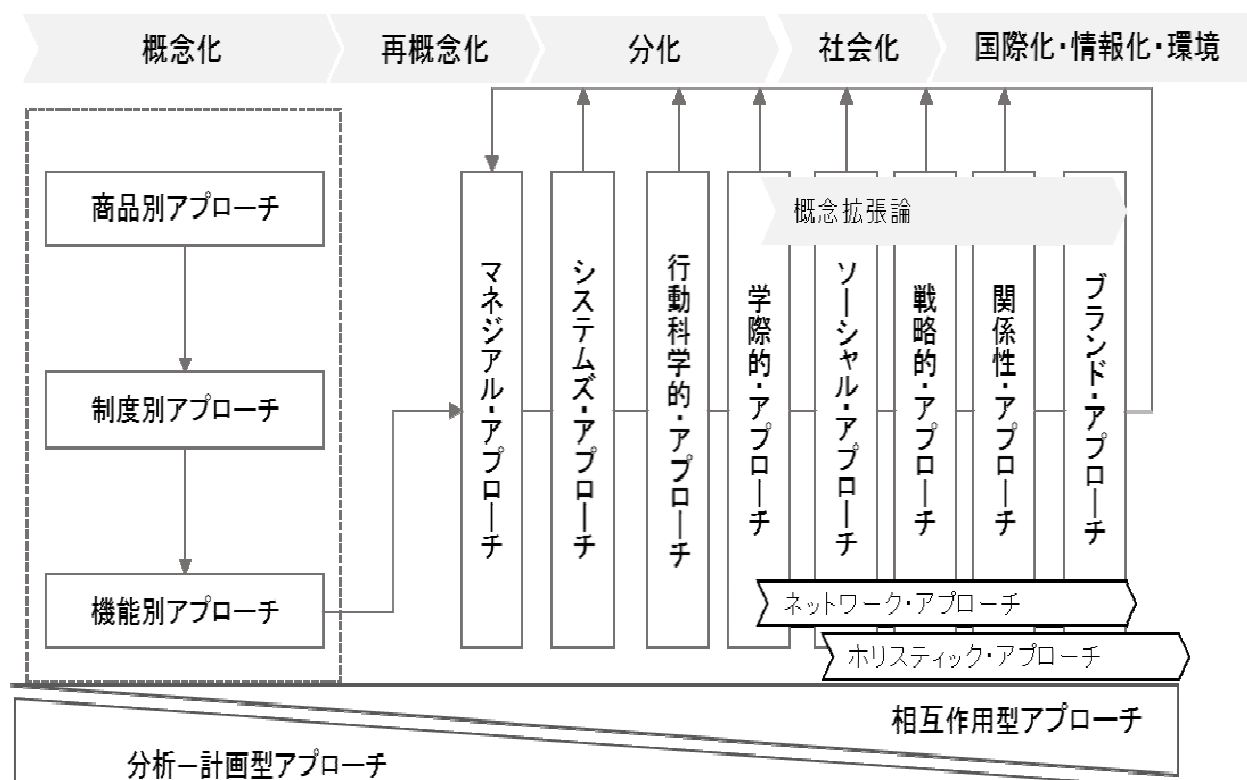 概念化
再概念化
分化
社会化
国際化・情報化・環境
商品別アプローチ
制度別アプローチ
機能別アプローチ
マネジアル・アプローチ
システムズ・アプローチ
行動科学的・アプローチ
学際的・アプローチ
ソーシャル・アプローチ
戦略的・アプローチ
関係性・アプローチ
ブランド・アプローチ
概念拡張論
ネットワーク・アプローチ
ホリスティック・アプローチ
相互作用型アプローチ
分析－計画型アプローチ